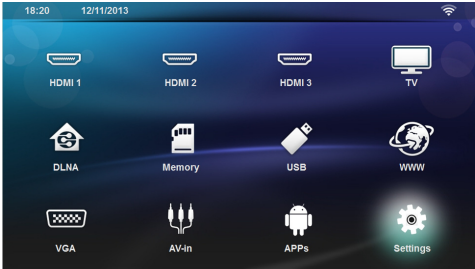 18:20 12/11/2013
HDMI 1 HDMI 2 HDMI 3 TV
DLNA Memory USB WWW
VGA AV-in APPs Settings